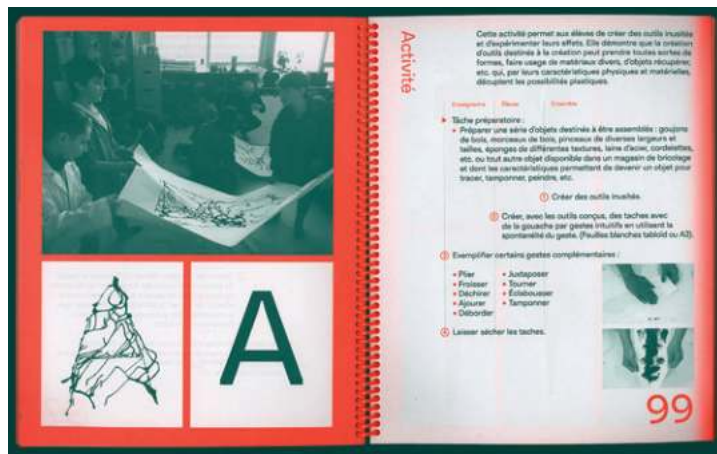 A
Activité
Cette activité permet aux élèves de créer des outils inusités
et d'expérimenter leurs effets. Elle démontre que la création
d'outils destinés à la création peut prendre toutes sortes de
formes, faire usage de matériaux divers, d'objets récupérer,
etc. qui, par leurs caractéristiques physiques et matérielles,
décuplent les possibilités plastiques.
Enseignante Élèves Ensemble
Tâche préparatoire :
Préparer une série d'objets destinés à être assemblés : goujons
de bois, morceaux de bois, pinceaux de diverses largeurs et
tailles, éponges de différentes textures, laine d'acier, cordelettes,
etc. ou tout autre objet disponible dans un magasin de bricolage
et dont les caractéristiques permettent de devenir un objet pour
tracer, tamponner, peindre, etc.
1 Créer des outils inusités.
2 Créer, avec les outils conçus, des taches avec
de la gouache par gestes intuitifs en utilisant la
spontanéité du geste. (Feuilles blanches tabloïd ou A3).
3 Exemplifier certains gestes complémentaires :
Plier
Froisser
Déchirer
Ajourer
Déborder
Juxtaposer
Tourner
Éclabousser
Tamponner
4 Laisser sécher les taches.
99